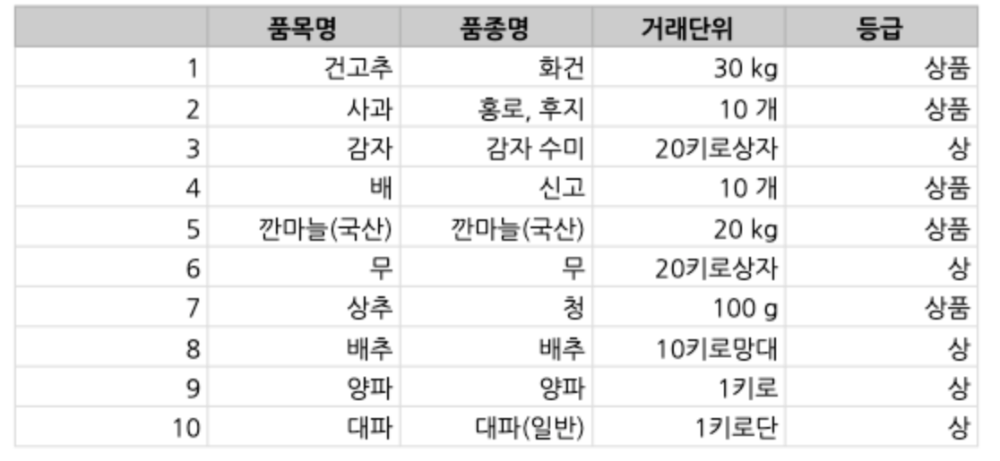 품목명 품종명 거래단위 등급
1 건고추 화건 30 kg 상품
2 사과 홍로, 후지 10 개 상품
3 감자 감자 수미 20키로상자 상
4 배 신고 10 개 상품
5 깐마늘(국산) 깐마늘(국산) 20 kg 상품
6 무 무 20키로상자 상
7 상추 청 100 g 상품
8 배추 배추 10키로망대 상
9 양파 양파 1키로 상
10 대파 대파(일반) 1키로단 상